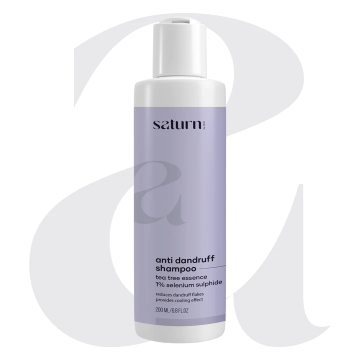 saturn
a
anti dandruff
shampoo
tea tree essence
1% selenium sulphide
reduces dandruff flakes
provides cooling effect
200 ML/6.8 FL.OZ